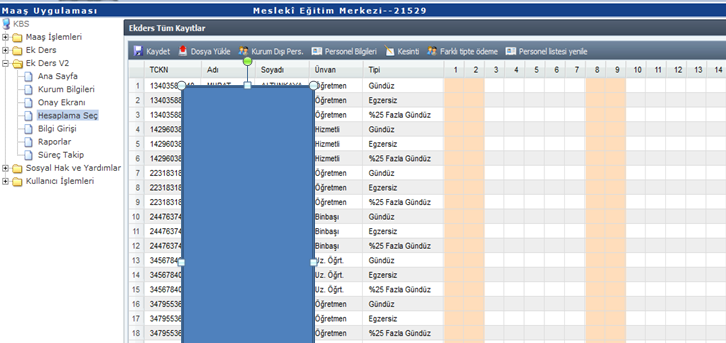 Maaş Uygulaması
Meslekî Eğitim Merkezi--21529
KBS
Maaş İşlemleri
Ek Ders
Ek Ders V2
Ana Sayfa
Kurum Bilgileri
Onay Ekranı
Hesaplama Seç
Bilgi Girişi
Raporlar
Süreç Takip
Sosyal Hak ve Yardımlar
Kullanıcı İşlemleri
Ekders Tüm Kayıtlar
Kaydet Dosya Yükle Kurum Dışı Pers. Personel Bilgileri Kesinti Farklı tipte ödeme Personel listesi yenile
TCKN Adı Soyadı Ünvan Tipi 1 2 3 4 5 6 7 8 9 10 11 12 13 14
1 Öğretmen Gündüz
2 13403588 Öğretmen Egzersiz
3 13403588 Öğretmen %25 Fazla Gündüz
4 14296038 Hizmetli Gündüz
5 14296038 Hizmetli Egzersiz
6 14296038 Hizmetli %25 Fazla Gündüz
7 22318318 Öğretmen Gündüz
8 22318318 Öğretmen Egzersiz
9 22318318 Öğretmen %25 Fazla Gündüz
10 24476374 Binbaşı Gündüz
11 24476374 Binbaşı Egzersiz
12 24476374 Binbaşı %25 Fazla Gündüz
13 34567840 Uz. Öğrt. Gündüz
14 34567840 Uz. Öğrt. Egzersiz
15 34567840 Uz. Öğrt. %25 Fazla Gündüz
16 34795536 Öğretmen Gündüz
17 34795536 Öğretmen Egzersiz
18 34795536 Öğretmen %25 Fazla Gündüz